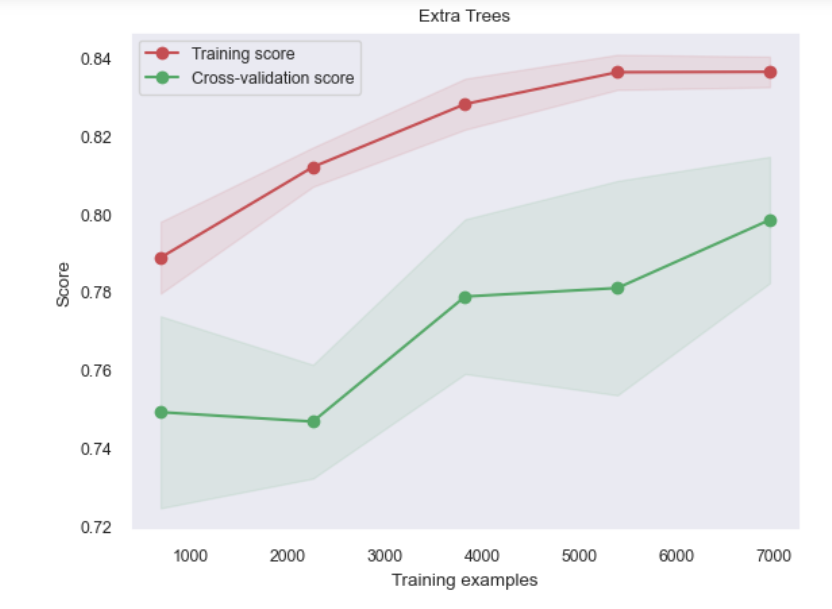 Extra Trees
Training score
Cross-validation score
0.84
0.82
0.80
0.78
0.76
0.74
0.72
Score
1000 2000 3000 4000 5000 6000 7000
Training examples